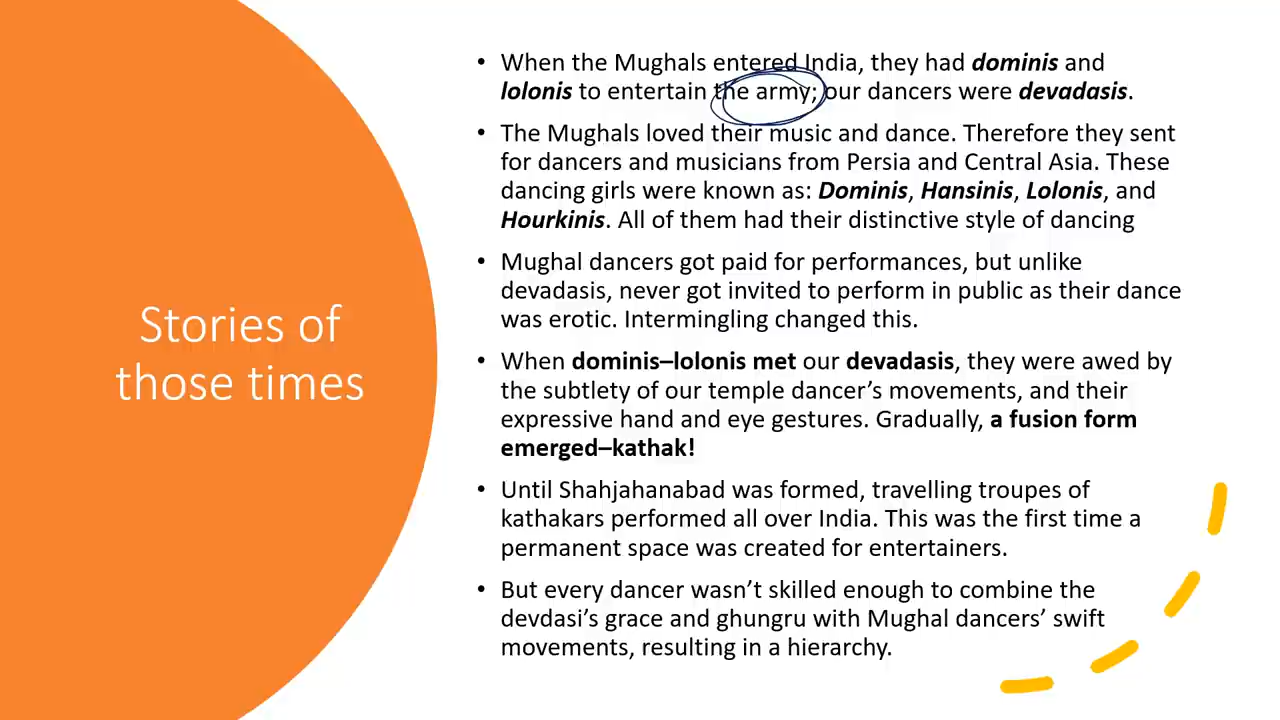 Stories of
those times
• When the Mughals entered India, they had dominis and
lolonis to entertain the army; our dancers were devadasis.
• The Mughals loved their music and dance. Therefore they sent
for dancers and musicians from Persia and Central Asia. These
dancing girls were known as: Dominis, Hansinis, Lolonis, and
Hourkinis. All of them had their distinctive style of dancing
• Mughal dancers got paid for performances, but unlike
devadasis, never got invited to perform in public as their dance
was erotic. Intermingling changed this.
• When dominis–lolonis met our devadasis, they were awed by
the subtlety of our temple dancer’s movements, and their
expressive hand and eye gestures. Gradually, a fusion form
emerged–kathak!
• Until Shahjahanabad was formed, travelling troupes of
kathakars performed all over India. This was the first time a
permanent space was created for entertainers.
• But every dancer wasn’t skilled enough to combine the
devdasi’s grace and ghungru with Mughal dancers’ swift
movements, resulting in a hierarchy.